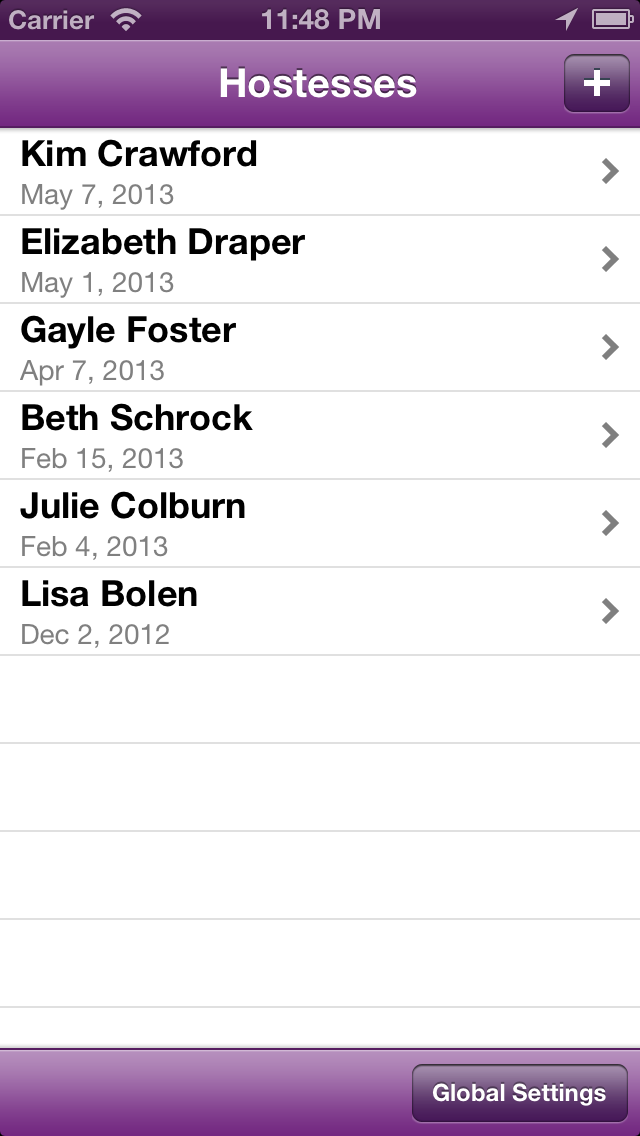 Carrier 11:48 PM
Hostesses
Kim Crawford
May 7, 2013
Elizabeth Draper
May 1, 2013
Gayle Foster
Apr 7, 2013
Beth Schrock
Feb 15, 2013
Julie Colburn
Feb 4, 2013
Lisa Bolen
Dec 2, 2012
Global Settings